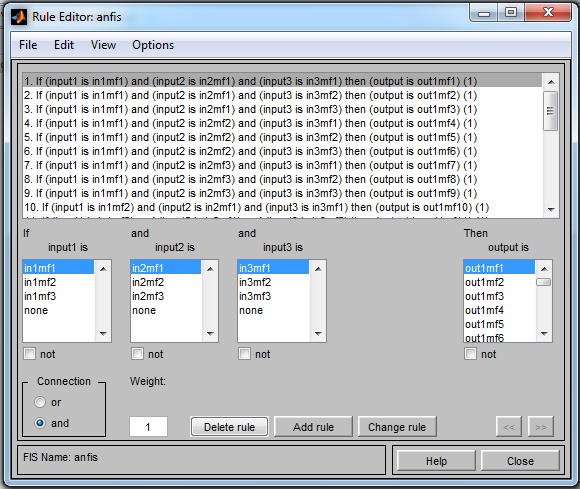 Rule Editor: anfis
File Edit View Options
1. If (input1 is in1mf1) and (input2 is in2mf1) and (input3 is in3mf1) then (output is out1mf1) (1)
2. If (input1 is in1mf1) and (input2 is in2mf1) and (input3 is in3mf2) then (output is out1mf2) (1)
3. If (input1 is in1mf1) and (input2 is in2mf1) and (input3 is in3mf3) then (output is out1mf3) (1)
4. If (input1 is in1mf1) and (input2 is in2mf2) and (input3 is in3mf1) then (output is out1mf4) (1)
5. If (input1 is in1mf1) and (input2 is in2mf2) and (input3 is in3mf2) then (output is out1mf5) (1)
6. If (input1 is in1mf1) and (input2 is in2mf2) and (input3 is in3mf3) then (output is out1mf6) (1)
7. If (input1 is in1mf1) and (input2 is in2mf3) and (input3 is in3mf1) then (output is out1mf7) (1)
8. If (input1 is in1mf1) and (input2 is in2mf3) and (input3 is in3mf2) then (output is out1mf8) (1)
9. If (input1 is in1mf1) and (input2 is in2mf3) and (input3 is in3mf3) then (output is out1mf9) (1)
10. If (input1 is in1mf2) and (input2 is in2mf1) and (input3 is in3mf1) then (output is out1mf10) (1)
If and and Then
input1 is input2 is input3 is output is
in1mf1 in2mf1 in3mf1 out1mf1
in1mf2 in2mf2 in3mf2 out1mf2
in1mf3 in2mf3 in3mf3 out1mf3
none none none out1mf4
out1mf5
out1mf6
not not not not
Connection Weight:
or
and 1 Delete rule Add rule Change rule << >>
FIS Name: anfis Help Close